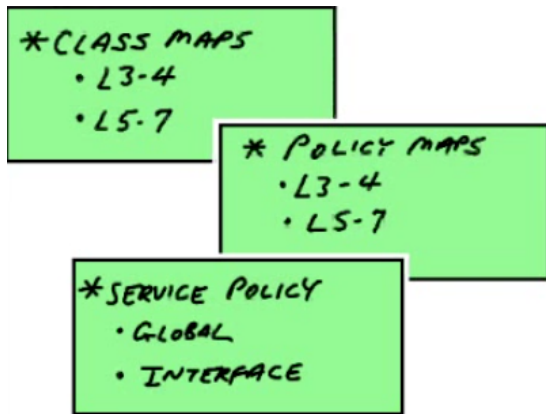 * CLASS MAPS
• L3-4
• L5-7
* POLICY MAPS
• L3-4
• L5-7
* SERVICE POLICY
• GLOBAL
• INTERFACE